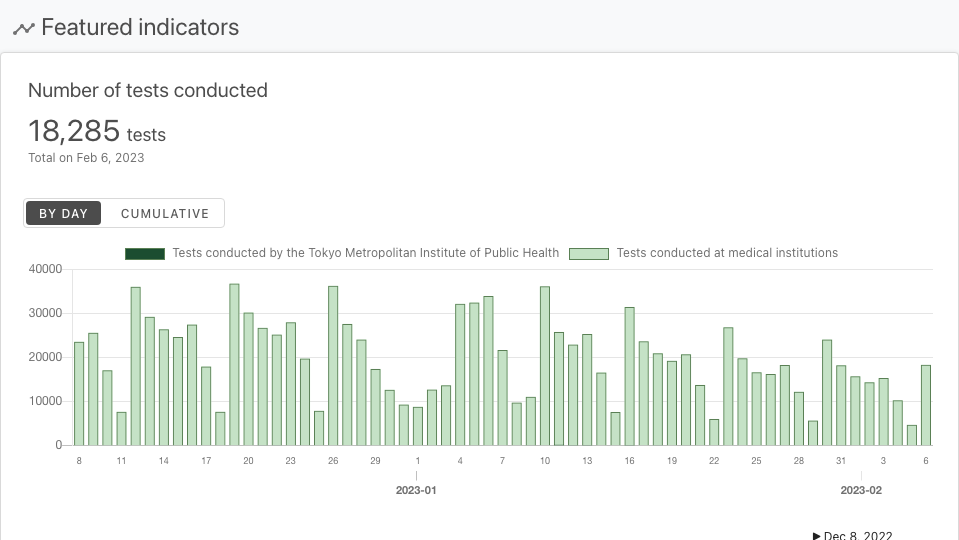 Featured indicators
Number of tests conducted
18,285 tests
Total on Feb 6, 2023
BY DAY CUMULATIVE
Tests conducted by the Tokyo Metropolitan Institute of Public Health Tests conducted at medical institutions
40000
30000
20000
10000
0
8 11 14 17 20 23 26 29 1 4 7 10 13 16 19 22 25 28 31 3 6
2023-01 2023-02
Dec 8, 2022